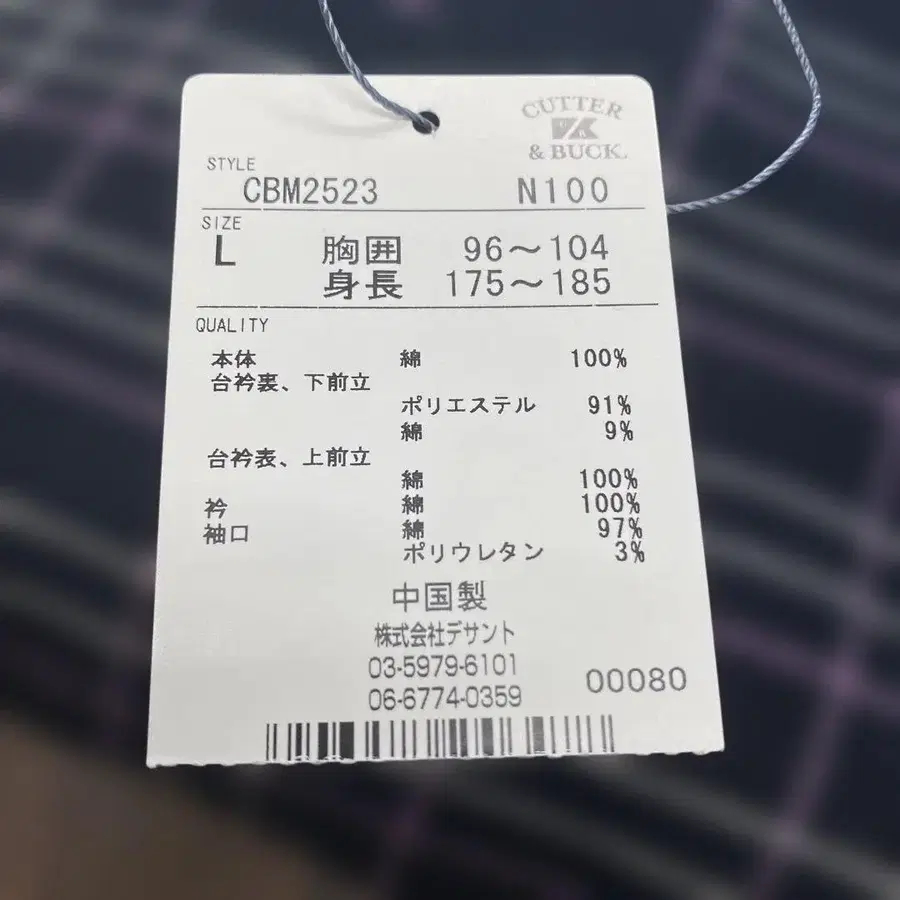 CUTTER
& BUCK.
STYLE
CBM2523 N100
SIZE
L 胸囲 96～104
身長 175～185
QUALITY
本体 綿 100%
台衿裏、下前立
ポリエステル 91%
綿 9%
台衿表、上前立
綿 100%
衿 綿 100%
袖口 綿 97%
ポリウレタン 3%
中国製
株式会社デサント
03-5979-6101
06-6774-0359
00080